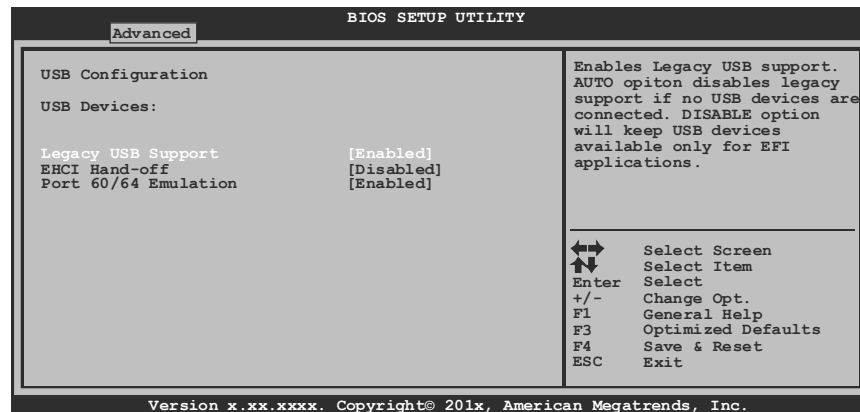 BIOS SETUP UTILITY
Advanced
USB Configuration
USB Devices:
Legacy USB Support [Enabled]
EHCI Hand-off [Disabled]
Port 60/64 Emulation [Enabled]
Enables Legacy USB support.
AUTO opiton disables legacy
support if no USB devices are
connected. DISABLE option
will keep USB devices
available only for EFI
applications.
Select Screen
Select Item
Enter Select
+/- Change Opt.
F1 General Help
F3 Optimized Defaults
F4 Save & Reset
ESC Exit
Version x.xx.xxxx. Copyright© 201x, American Megatrends, Inc.